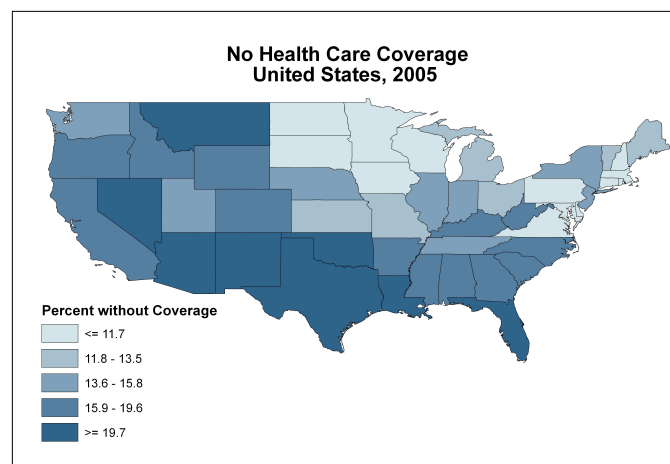 No Health Care Coverage
United States, 2005
Percent without Coverage
<= 11.7
11.8 - 13.5
13.6 - 15.8
15.9 - 19.6
>= 19.7